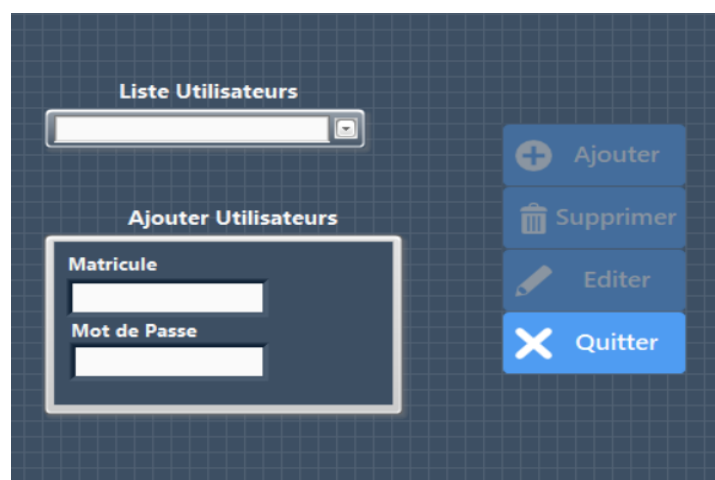 Liste Utilisateurs
Ajouter Utilisateurs
Matricule
Mot de Passe
Ajouter
Supprimer
Editer
Quitter